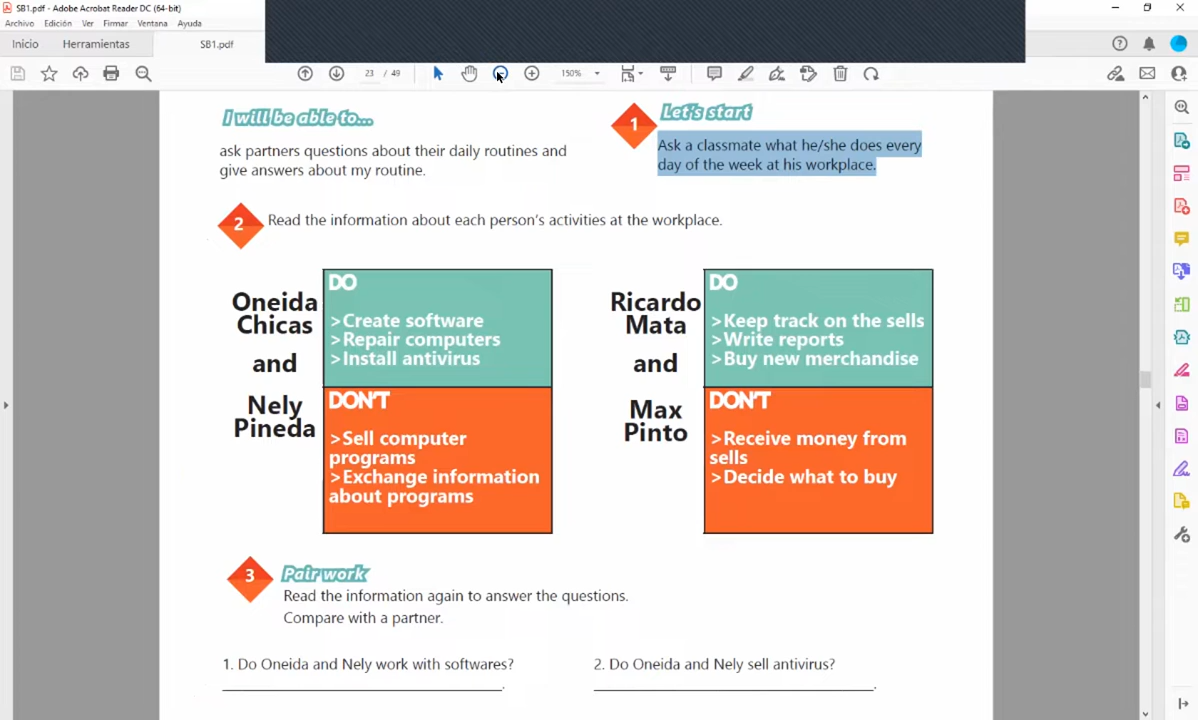 SB1.pdf - Adobe Acrobat Reader DC (64-bit)
Archivo Edición Ver Firmar Ventana Ayuda
Inicio Herramientas SB1.pdf
23 / 49 150%
I will be able to...
ask partners questions about their daily routines and
give answers about my routine.
1 Let's start
Ask a classmate what he/she does every
day of the week at his workplace.
2 Read the information about each person's activities at the workplace.
Oneida
Chicas
and
Nely
Pineda
DO
>Create software
>Repair computers
>Install antivirus
DON'T
>Sell computer
programs
>Exchange information
about programs
Ricardo
Mata
and
Max
Pinto
DO
>Keep track on the sells
>Write reports
>Buy new merchandise
DON'T
>Receive money from
sells
>Decide what to buy
3 Pair work
Read the information again to answer the questions.
Compare with a partner.
1. Do Oneida and Nely work with softwares?
2. Do Oneida and Nely sell antivirus?